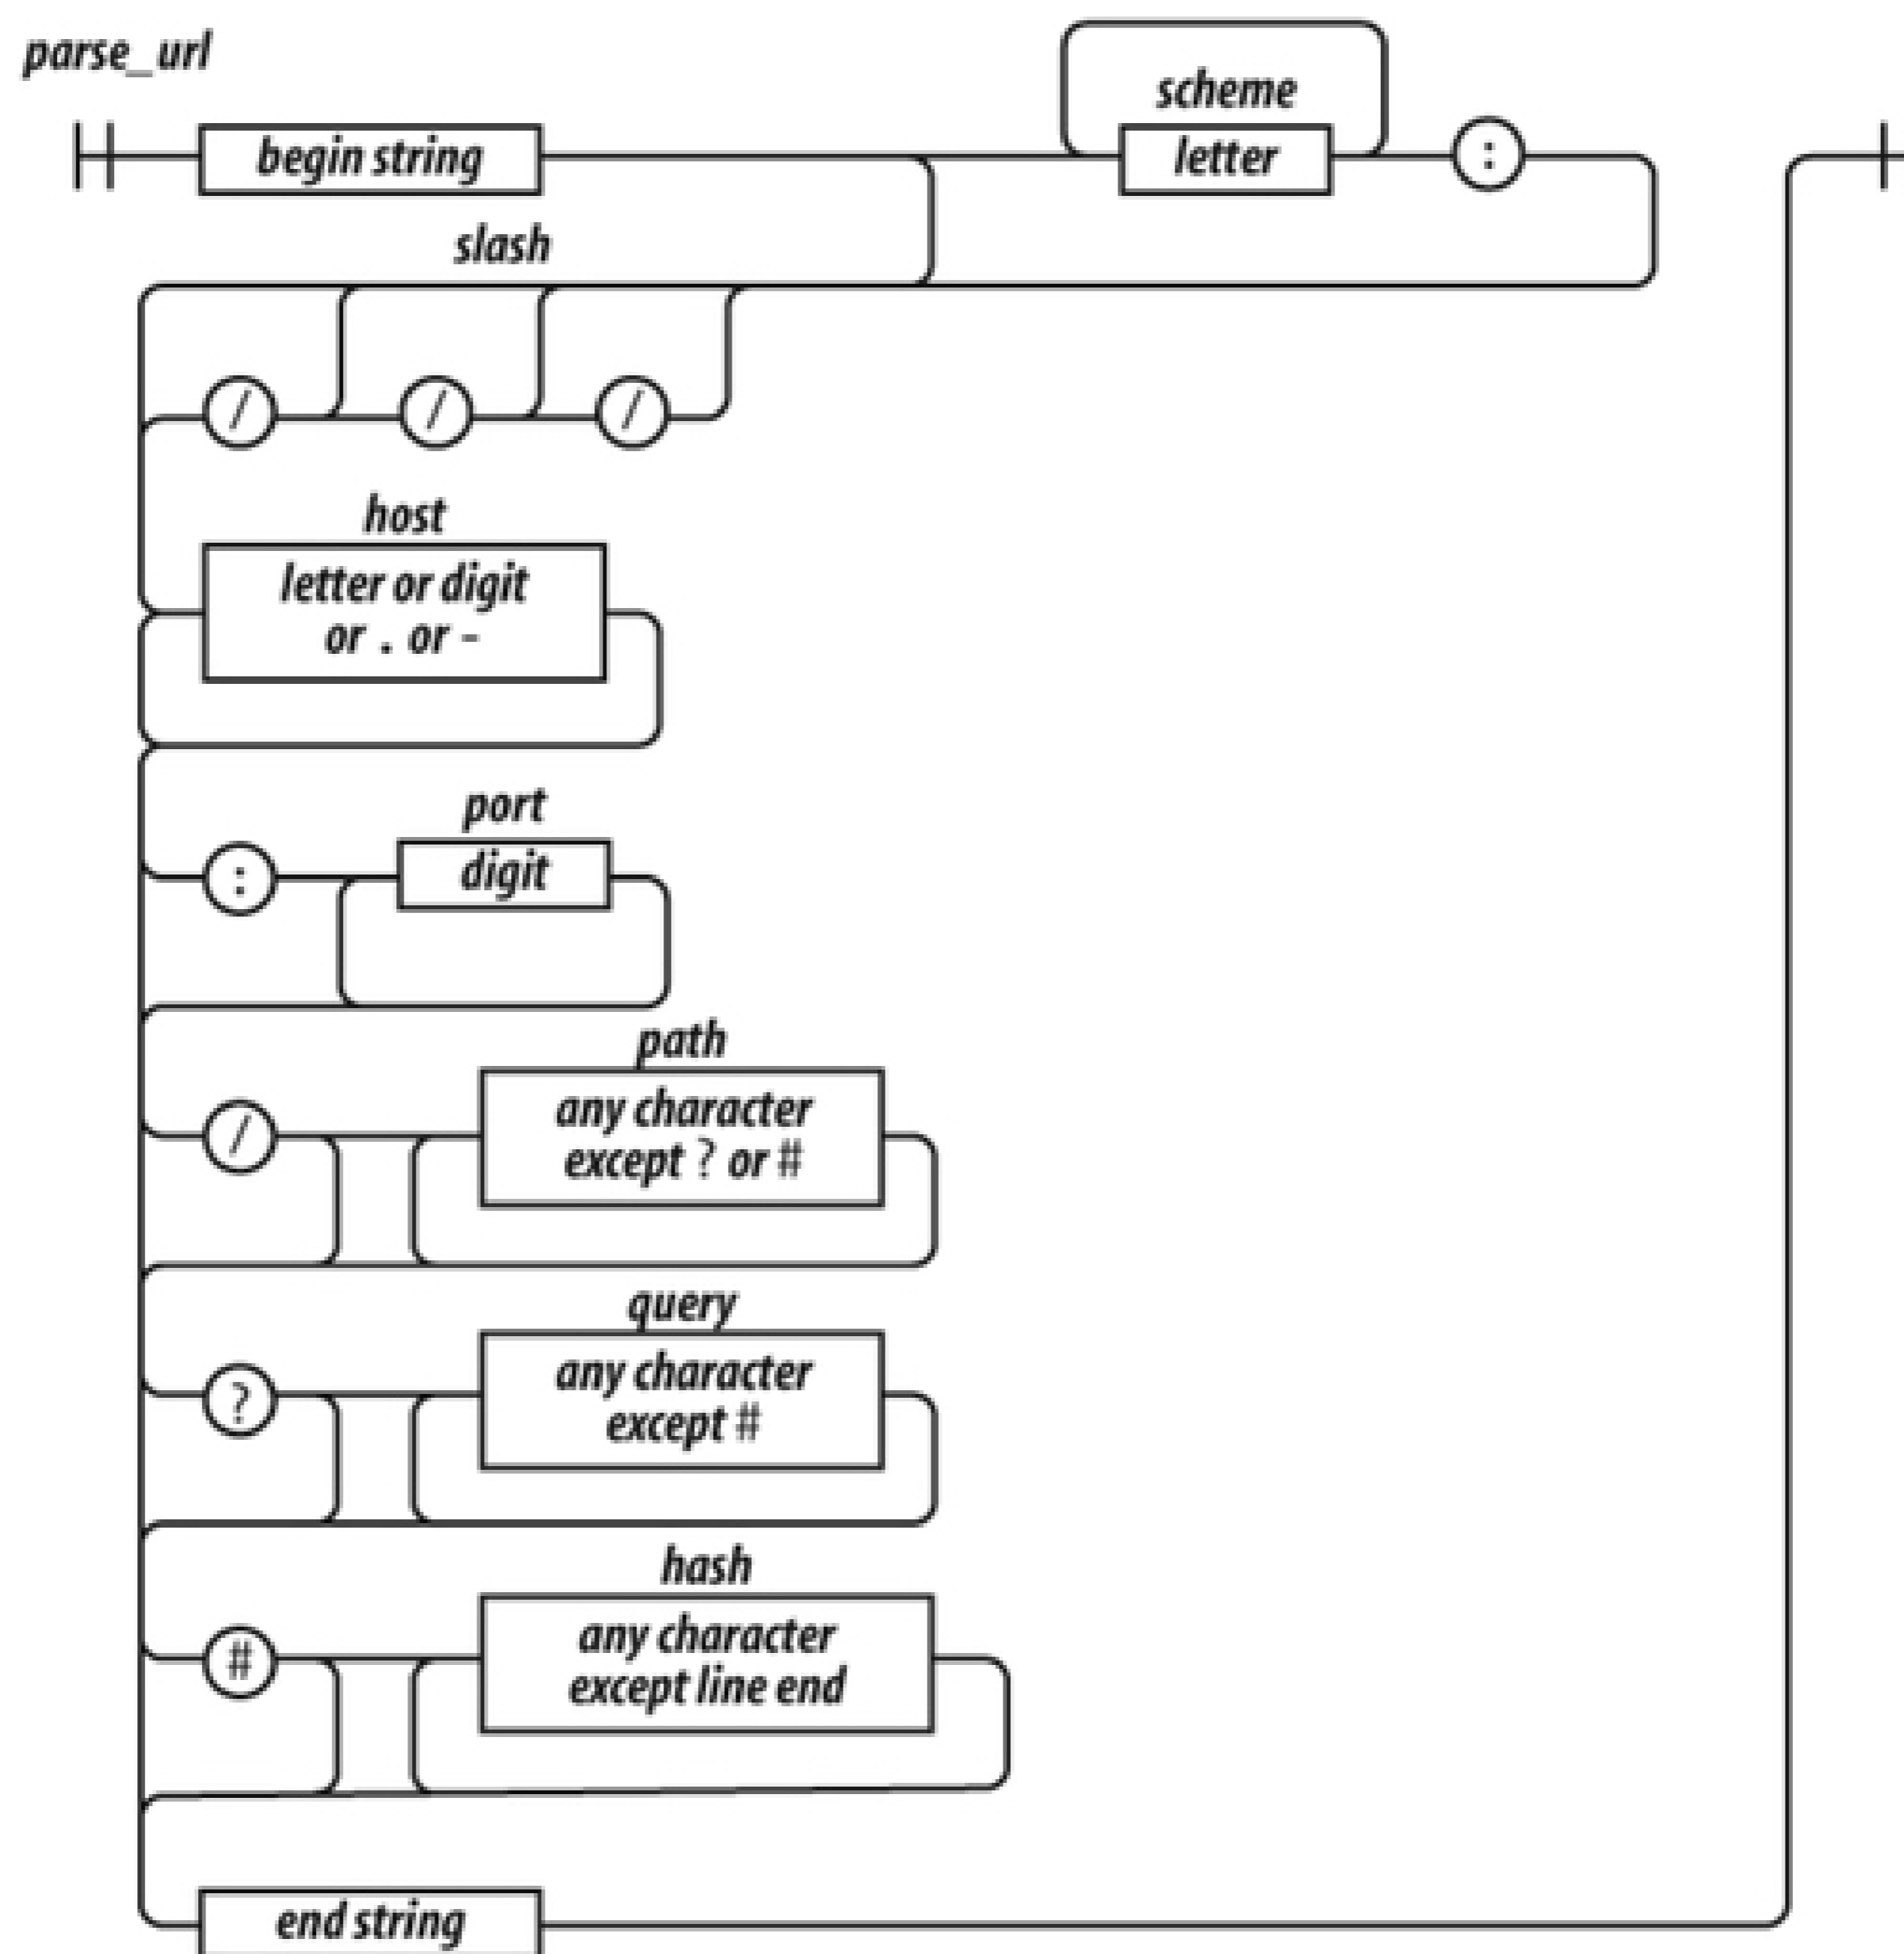 parse_url
scheme
begin string
letter
:
slash
/ / /
host
letter or digit
or . or -
port
: digit
path
any character
/
except ? or #
query
any character
?
except #
hash
any character
#
except line end
end string